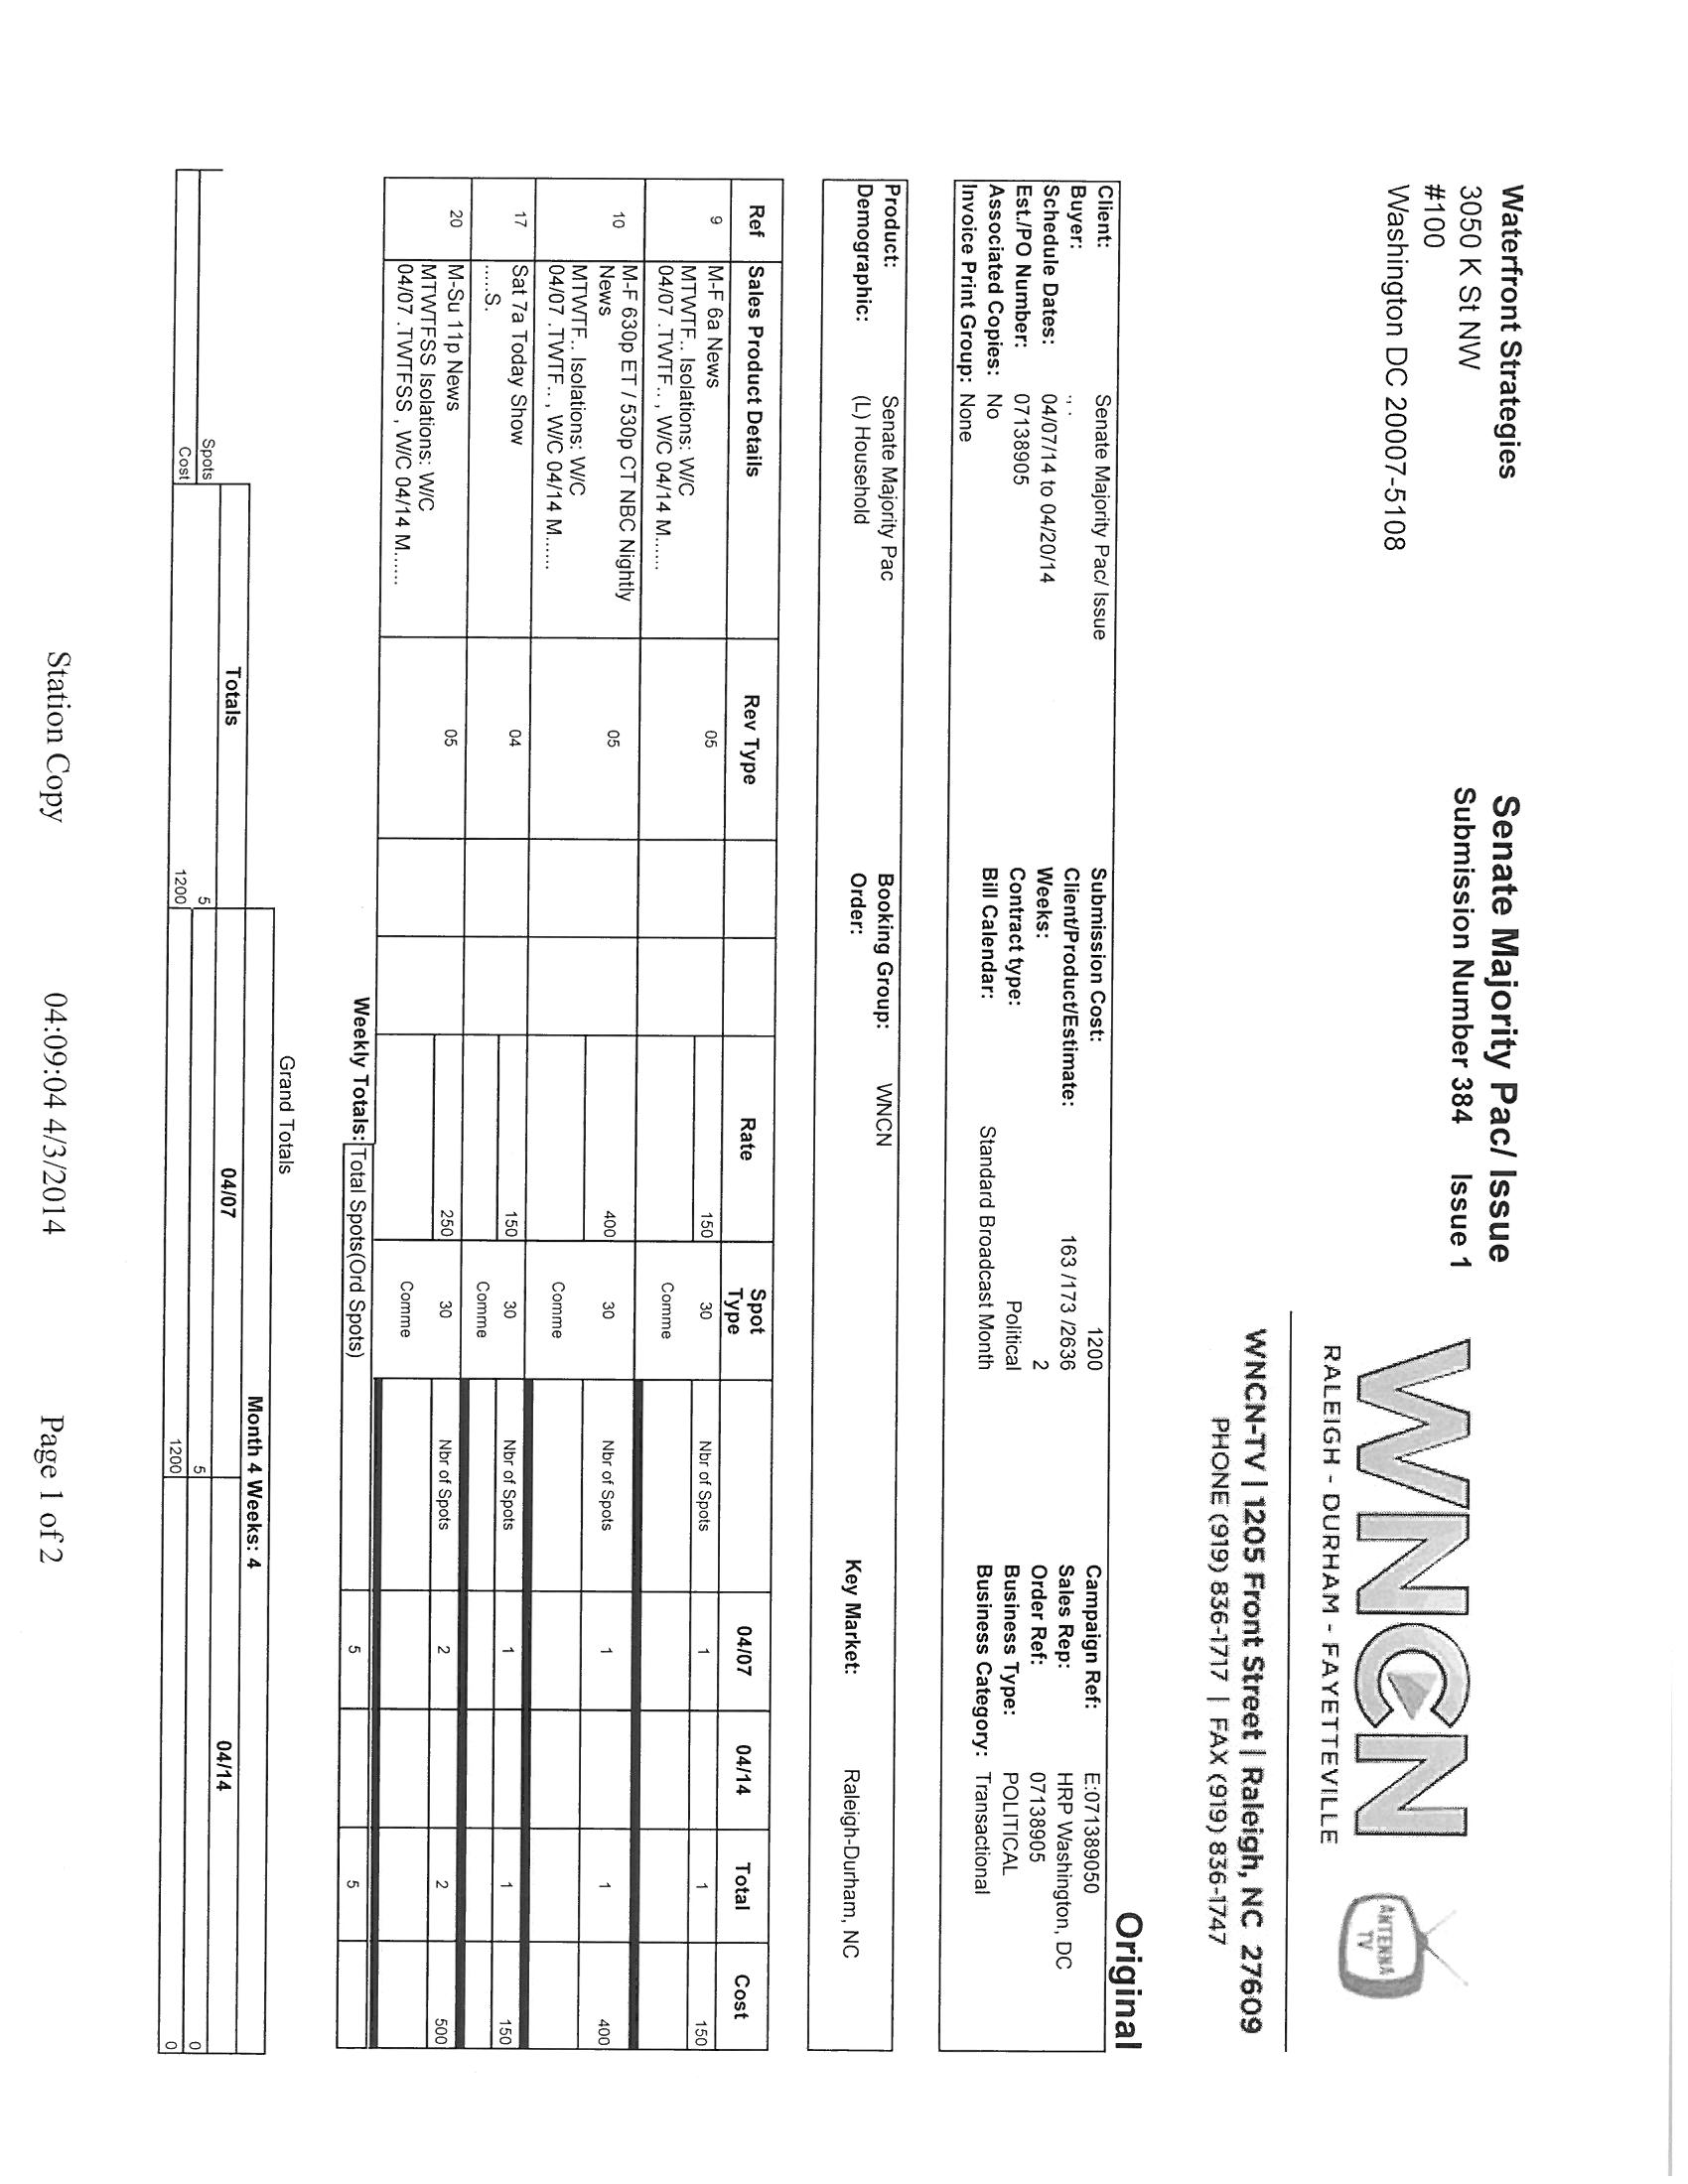 Waterfront Strategies
3050 K St NW
#100
Washington DC 20007-5108
Senate Majority Pac/ Issue
Submission Number 384 Issue 1
WNCN
RALEIGH - DURHAM - FAYETTEVILLE
ANTENNA TV
WNCN-TV | 1205 Front Street | Raleigh, NC 27609
PHONE (919) 836-1717 | FAX (919) 836-1747
Original
Client: Senate Majority Pac/ Issue Submission Cost: 1200 Campaign Ref: E:071389050
Buyer: Client/Product/Estimate: 163 /173 /2636 Sales Rep: HRP Washington, DC
Schedule Dates: 04/07/14 to 04/20/14 Weeks: 2 Order Ref: 07138905
Est./PO Number: 07138905 Contract type: Political Business Type: POLITICAL
Associated Copies: No Bill Calendar: Standard Broadcast Month Business Category: Transactional
Invoice Print Group: None
Product: Senate Majority Pac Booking Group: WNCN
Demographic: (L) Household Order: Key Market: Raleigh-Durham, NC
Ref Sales Product Details Rev Type Rate Spot Type 04/07 04/14 Total Cost
9 M-F 6a News 05 150 30 Nbr of Spots 1 1 150
MTWTF.. Isolations: W/C Comme
04/07 .TWTF.. , W/C 04/14 M......
10 M-F 630p ET / 530p CT NBC Nightly 05 400 30 Nbr of Spots 1 1 400
News
MTWTF.. Isolations: W/C Comme
04/07 .TWTF.. , W/C 04/14 M......
17 Sat 7a Today Show 04 150 30 Nbr of Spots 1 1 150
.....S. Comme
20 M-Su 11p News 05 250 30 Nbr of Spots 2 2 500
MTWTFSS Isolations: W/C Comme
04/07 .TWTFSS , W/C 04/14 M......
Weekly Totals: Total Spots(Ord Spots) 5 5
Grand Totals
Month 4 Weeks: 4
Totals 04/07 04/14
Spots 5 5 0
Cost 1200 1200 0
Station Copy 04:09:04 4/3/2014 Page 1 of 2